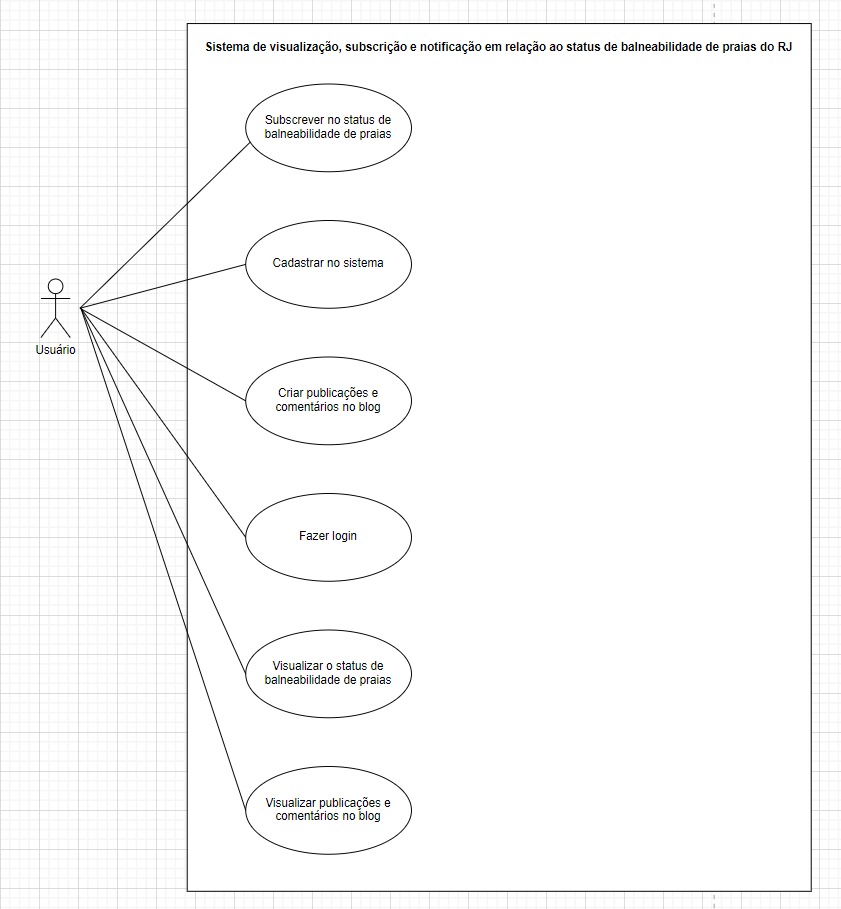 Sistema de visualização, subscrição e notificação em relação ao status de balneabilidade de praias do RJ
Subscrever no status de
balneabilidade de praias
Cadastrar no sistema
Usuário
Criar publicações e
comentários no blog
Fazer login
Visualizar o status de
balneabilidade de praias
Visualizar publicações e
comentários no blog